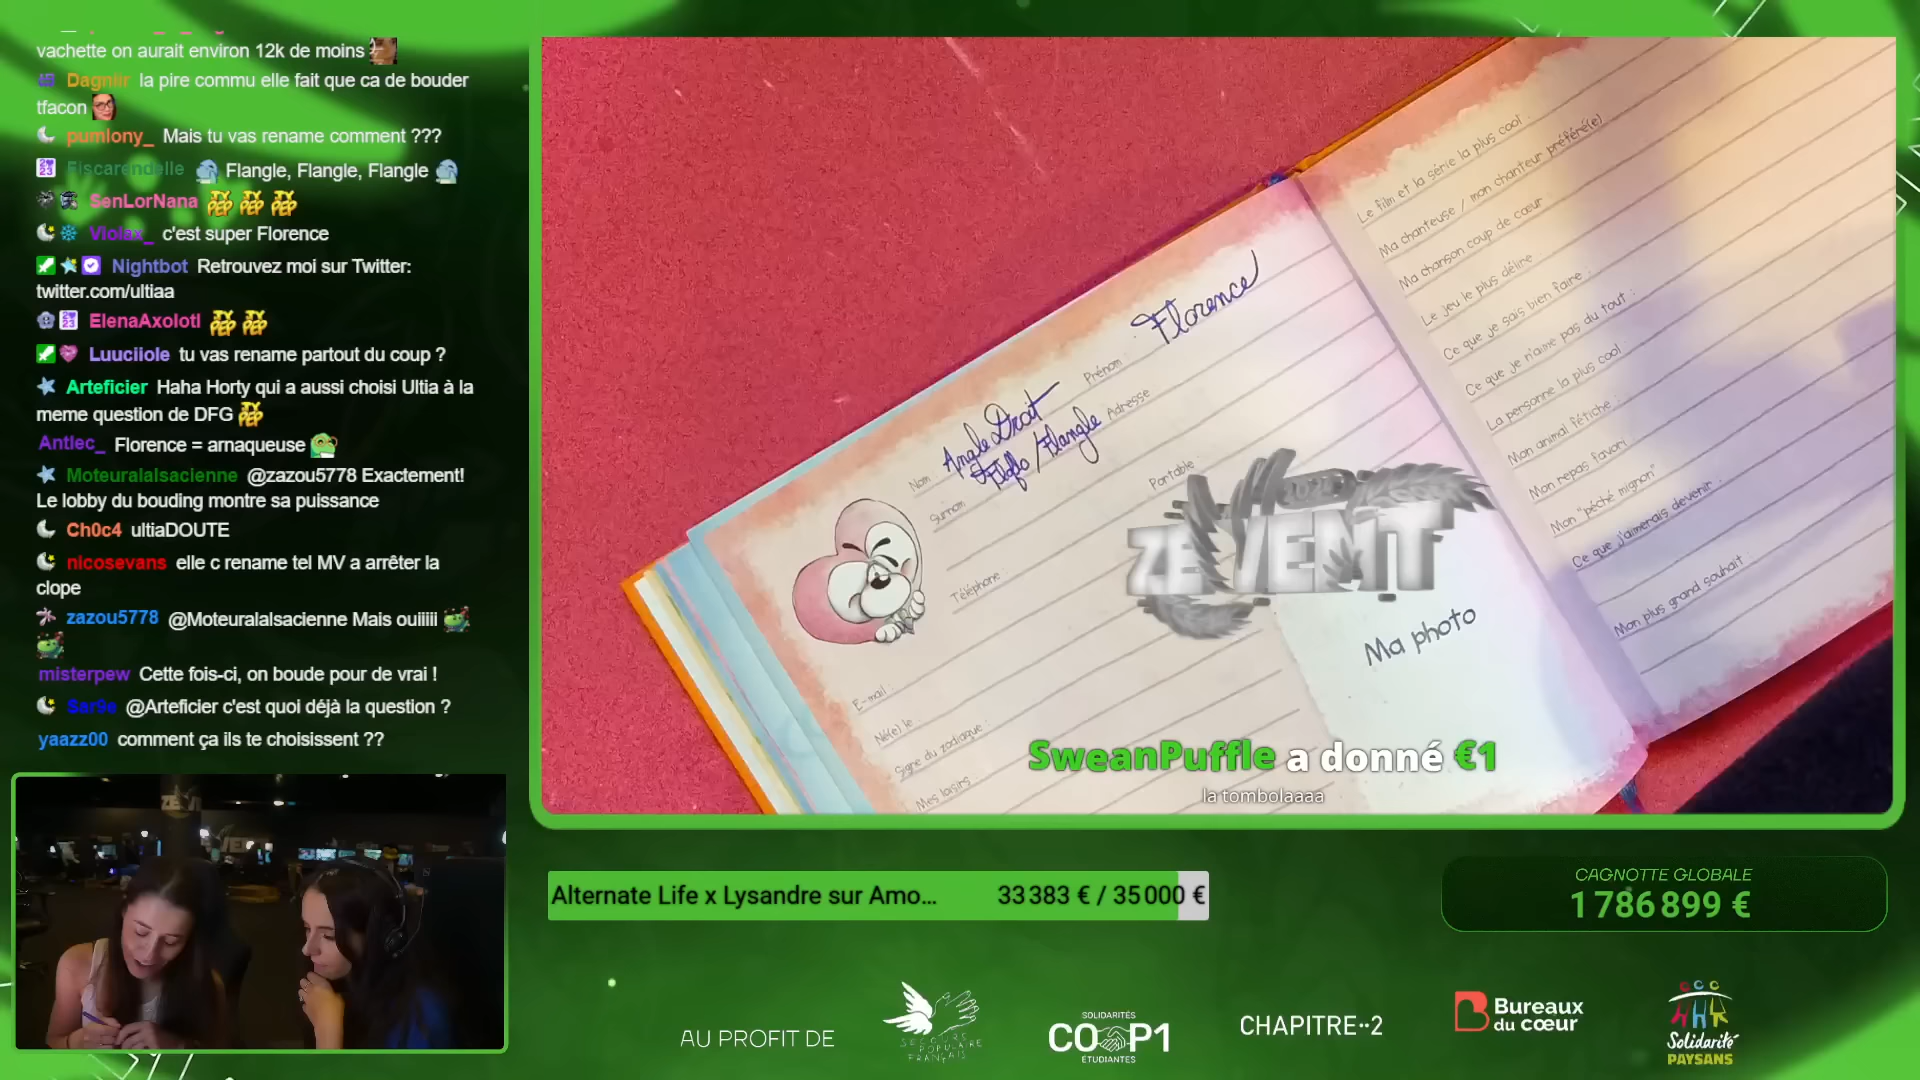 vachette on aurait environ 12k de moins
Dagniir la pire commu elle fait que ca de bouder
tfacon
pumlony_ Mais tu vas rename comment ???
Fiscarendelle Flangle, Flangle, Flangle
SenLorNana
Violax_ c'est super Florence
Nightbot Retrouvez moi sur Twitter:
twitter.com/ultiaa
ElenaAxolotl
Luuciiole tu vas rename partout du coup ?
Arteficier Haha Horty qui a aussi choisi Ultia à la
meme question de DFG
Antlec_ Florence = arnaqueuse
Moteuralalsacienne @zazou5778 Exactement!
Le lobby du bouding montre sa puissance
Ch0c4 ultiaDOUTE
nicosevans elle c rename tel MV a arrêter la
clope
zazou5778 @Moteuralalsacienne Mais ouiiiii
misterpew Cette fois-ci, on boude pour de vrai !
Sar9e @Arteficier c'est quoi déjà la question ?
yaazz00 comment ça ils te choisissent ??
Nom Angle Droit
Prénom : Florence
Surnom Flofo / Flangle
Adresse
Téléphone :
Portable
E-mail :
Né(e) le
Signe du zodiaque :
Mes loisirs
Ma photo
Le film et la série la plus cool :
Ma chanteuse / mon chanteur préféré(e)
Ma chanson coup de cœur
Le jeu le plus délire
Ce que je sais bien faire :
Ce que je n'aime pas du tout :
La personne la plus cool :
Mon animal fétiche :
Mon repas favori
Mon "péché mignon"
Ce que j'aimerais devenir :
Mon plus grand souhait
ZEVENT
SweanPuffle a donné €1
la tombolaaaa
Alternate Life x Lysandre sur Amo... 33 383 € / 35 000 €
CAGNOTTE GLOBALE
1 786 899 €
AU PROFIT DE
SECOURS
POPULAIRE
FRANÇAIS
SOLIDARITÉS
CO P1
ÉTUDIANTES
CHAPITRE··2
Bureaux
du cœur
Solidarité
PAYSANS